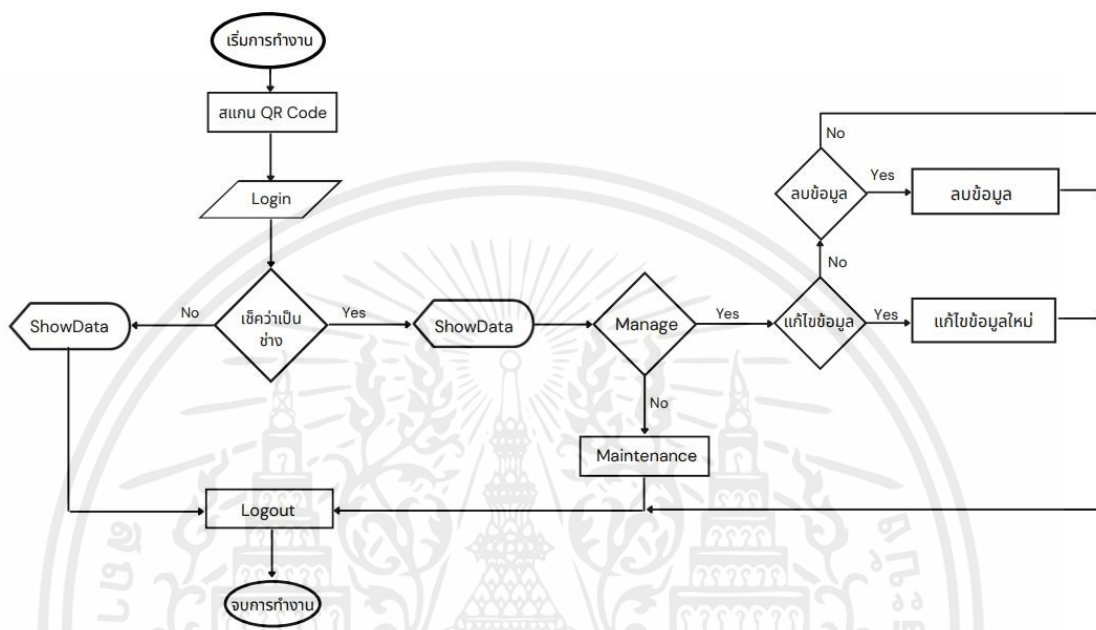 เริ่มการทำงาน
สแกน QR Code
Login
เช็คว่าเป็น
ช่าง
No
ShowData
Yes
ShowData
Manage
Yes
แก้ไขข้อมูล
Yes
แก้ไขข้อมูลใหม่
No
ลบข้อมูล
Yes
ลบข้อมูล
No
No
Maintenance
Logout
จบการทำงาน